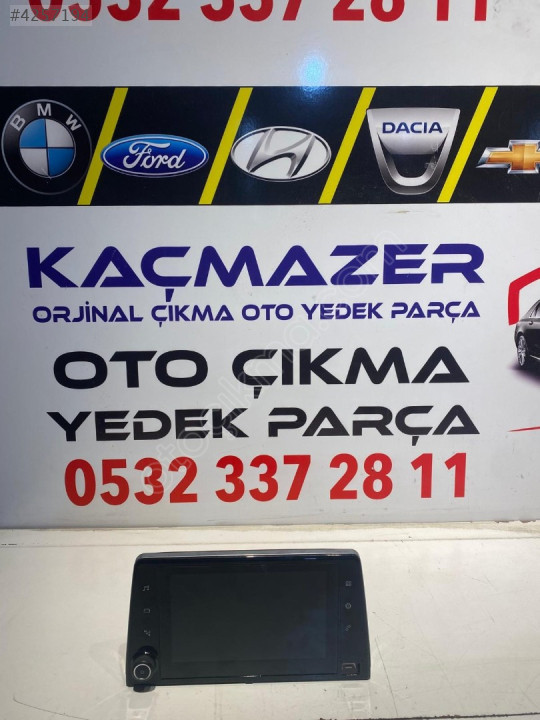 0532 337 28 11
BMW
Ford
DACIA
KAÇMAZER
ORJİNAL ÇIKMA OTO YEDEK PARÇA
OTO ÇIKMA
YEDEK PARÇA
0532 337 28 11